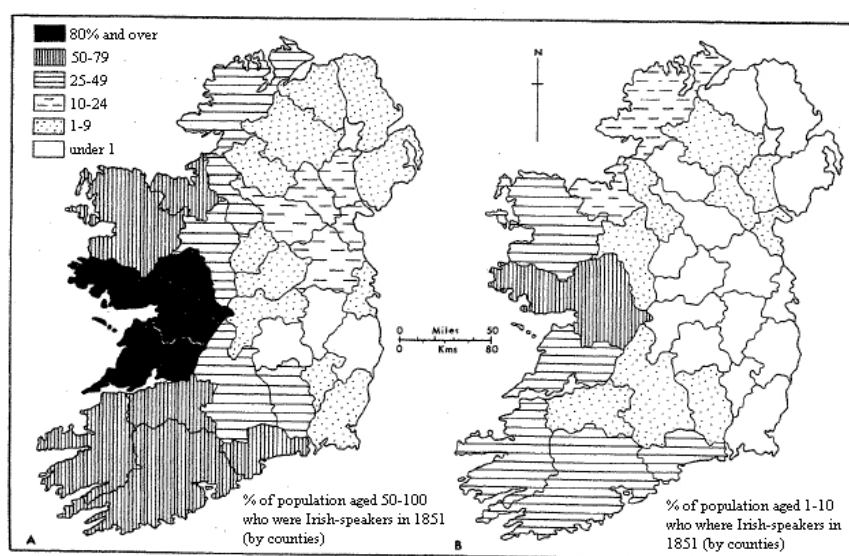 80% and over
50-79
25-49
10-24
1-9
under 1
N
0 Miles 50
0 Kms 80
% of population aged 50-100
who were Irish-speakers in 1851
(by counties)
A
% of population aged 1-10
who where Irish-speakers in
1851 (by counties)
B